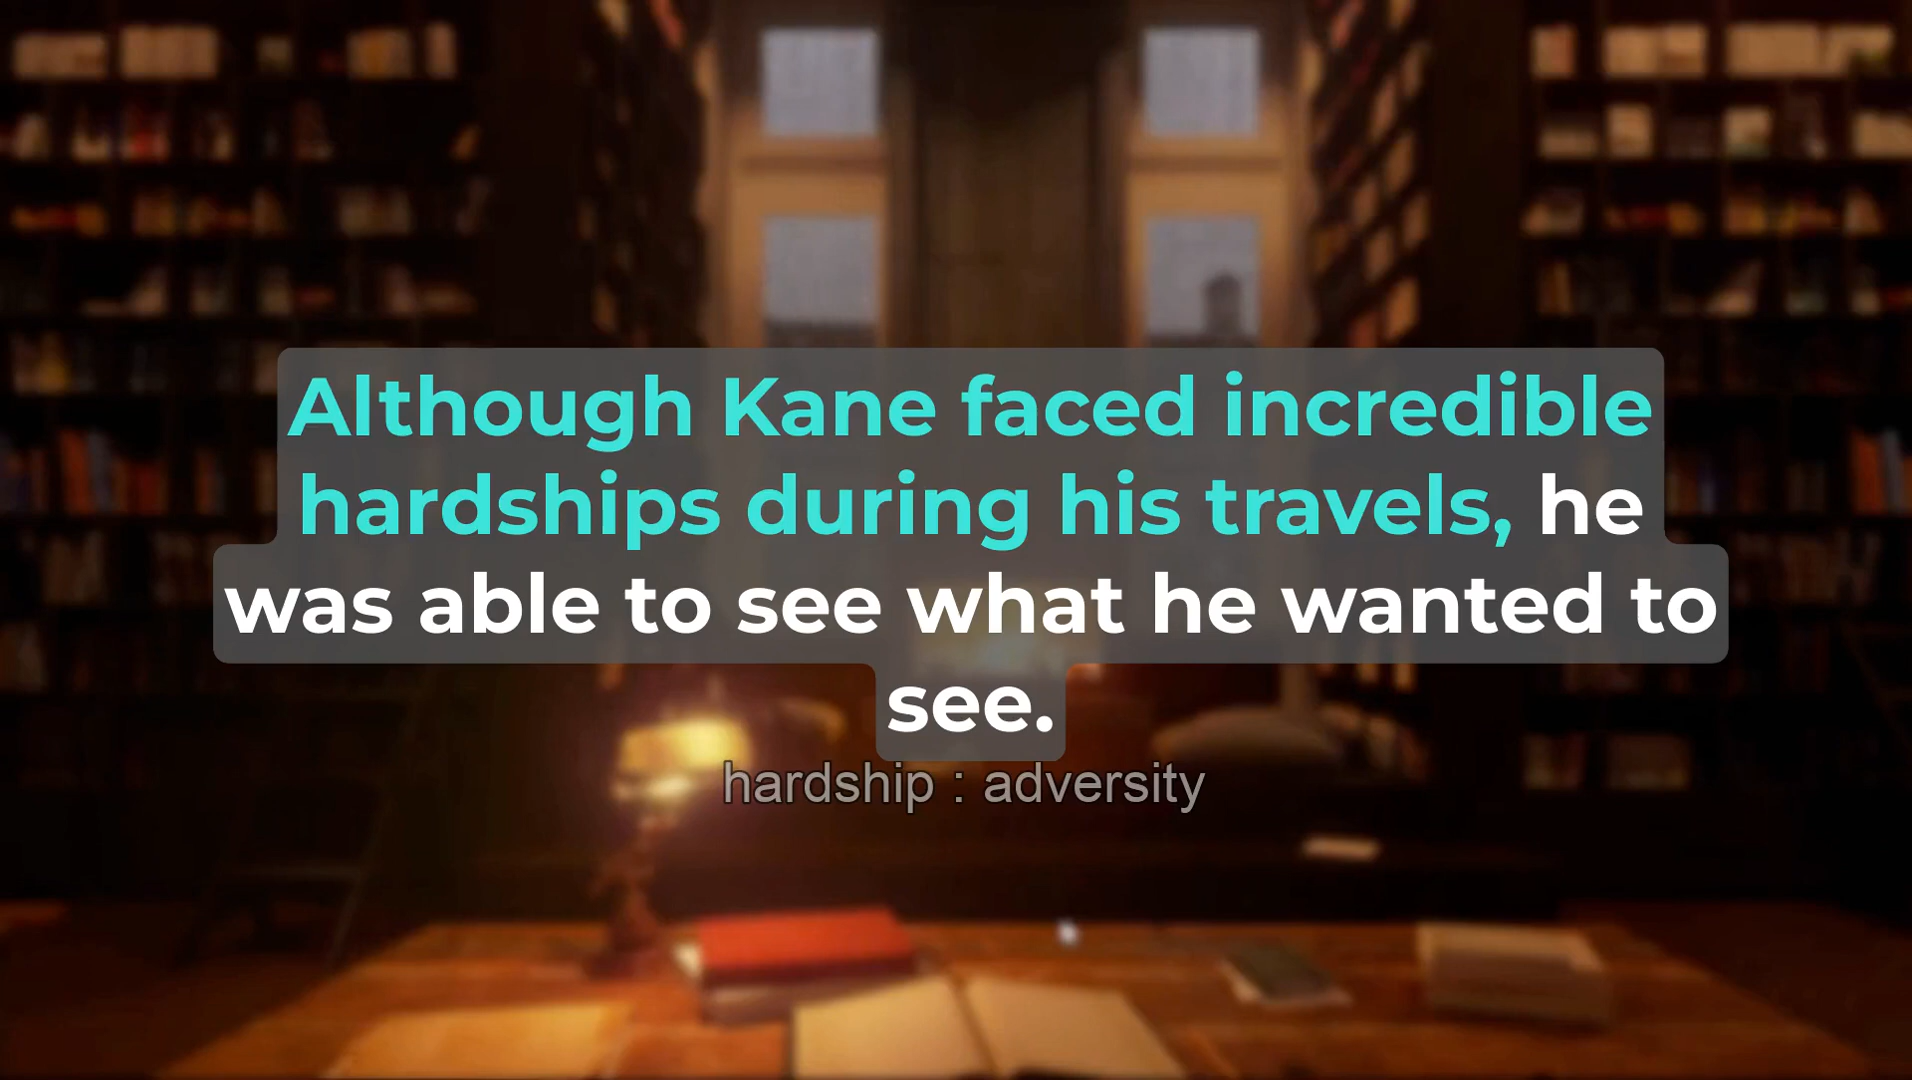 Although Kane faced incredible
hardships during his travels, he
was able to see what he wanted to
see.
hardship : adversity